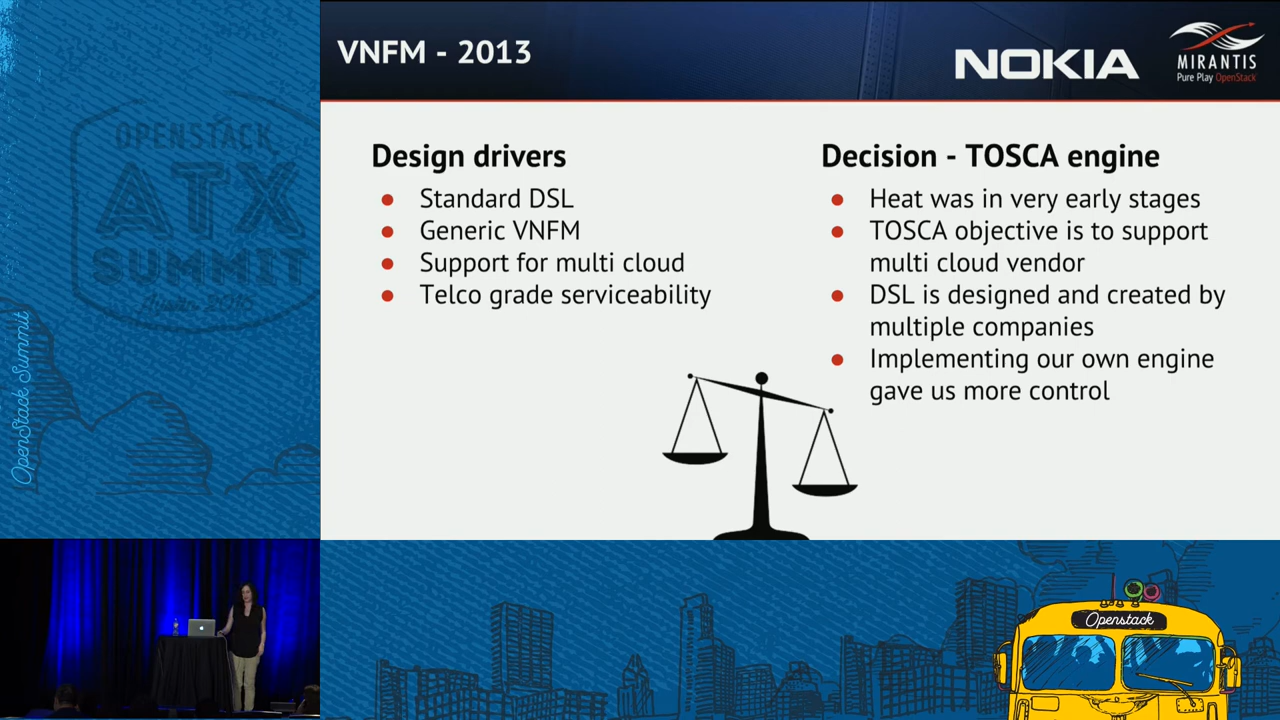 VNFM - 2013
NOKIA
MIRANTIS
Pure Play OpenStack
OPENSTACK
ATX
SUMMIT
Austin 2016
OpenStack Summit
Design drivers
Standard DSL
Generic VNFM
Support for multi cloud
Telco grade serviceability
Decision - TOSCA engine
Heat was in very early stages
TOSCA objective is to support
multi cloud vendor
DSL is designed and created by
multiple companies
Implementing our own engine
gave us more control
Openstack